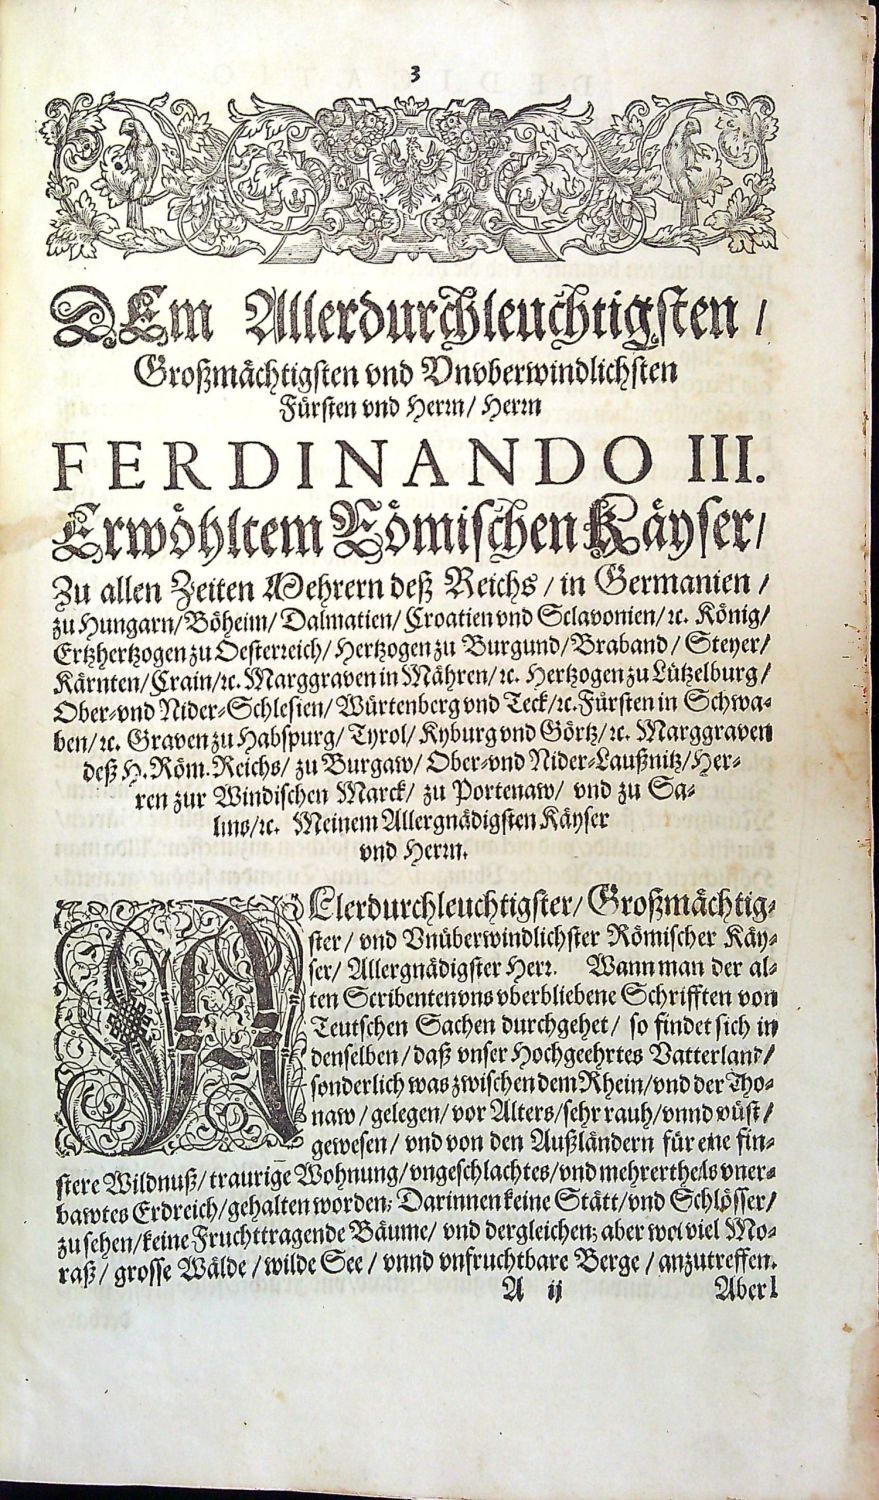 3
DEm Allerdurchleuchtigsten /
Großmächtigsten vnd Vnvberwindlichsten
Fürsten vnd Herrn/ Herrn
FERDINANDO III.
Erwöhltem Römischen Käyser/
Zu allen Zeiten Mehrern deß Reichs / in Germanien /
zu Hungarn/ Böheim/ Dalmatien/ Croatien vnd Sclavonien/ ꝛc. König/
Ertzhertzogen zu Oesterreich/ Hertzogen zu Burgund/ Braband/ Steyer/
Kärnten/ Crain/ ꝛc. Marggraven in Mähren/ ꝛc. Hertzogen zu Lützelburg/
Ober- vnd Nider-Schlesien/ Würtenberg vnd Teck/ ꝛc. Fürsten in Schwa-
ben/ ꝛc. Graven zu Habspurg/ Tyrol/ Kyburg vnd Görtz/ ꝛc. Marggraven
deß H. Röm. Reichs/ zu Burgaw/ Ober- vnd Nider-Laußnitz/ Her-
ren zur Windischen Marck/ zu Portenaw/ vnd zu Sa-
lins/ ꝛc. Meinem Allergnädigsten Käyser
vnd Herrn.
ALlerdurchleuchtigster/ Großmächtig-
ster/ vnd Vnüberwindlichster Römischer Käy-
ser/ Allergnädigster Herr. Wann man der al-
ten Scribenten vns vberbliebene Schrifften von
Teutschen Sachen durchgehet/ so findet sich in
denselben/ daß vnser Hochgeehrtes Vatterland/
sonderlich was zwischen dem Rhein/ vnd der Tho-
naw/ gelegen/ vor Alters/ sehr rauh/ vnnd wüst/
gewesen/ vnd von den Außländern für eine fin-
stere Wildnuß/ traurige Wohnung/ vngeschlachtes/ vnd mehrertheils vner-
bawtes Erdreich/ gehalten worden; Darinnen keine Stätt/ vnd Schlösser/
zu sehen/ keine Fruchttragende Bäume/ vnd dergleichen; aber wol viel Mo-
raß/ grosse Wälde/ wilde See/ vnnd vnfruchtbare Berge/ anzutreffen.
A ij Aber